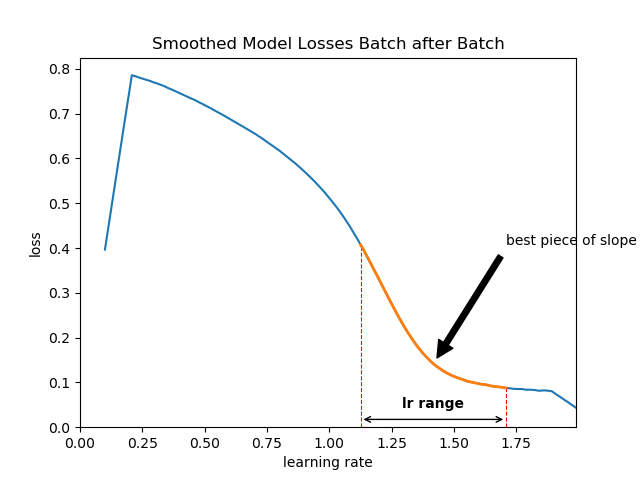 Smoothed Model Losses Batch after Batch
0.8
0.7
0.6
0.5
0.4
0.3
0.2
0.1
0.0
loss
best piece of slope
lr range
0.00 0.25 0.50 0.75 1.00 1.25 1.50 1.75
learning rate